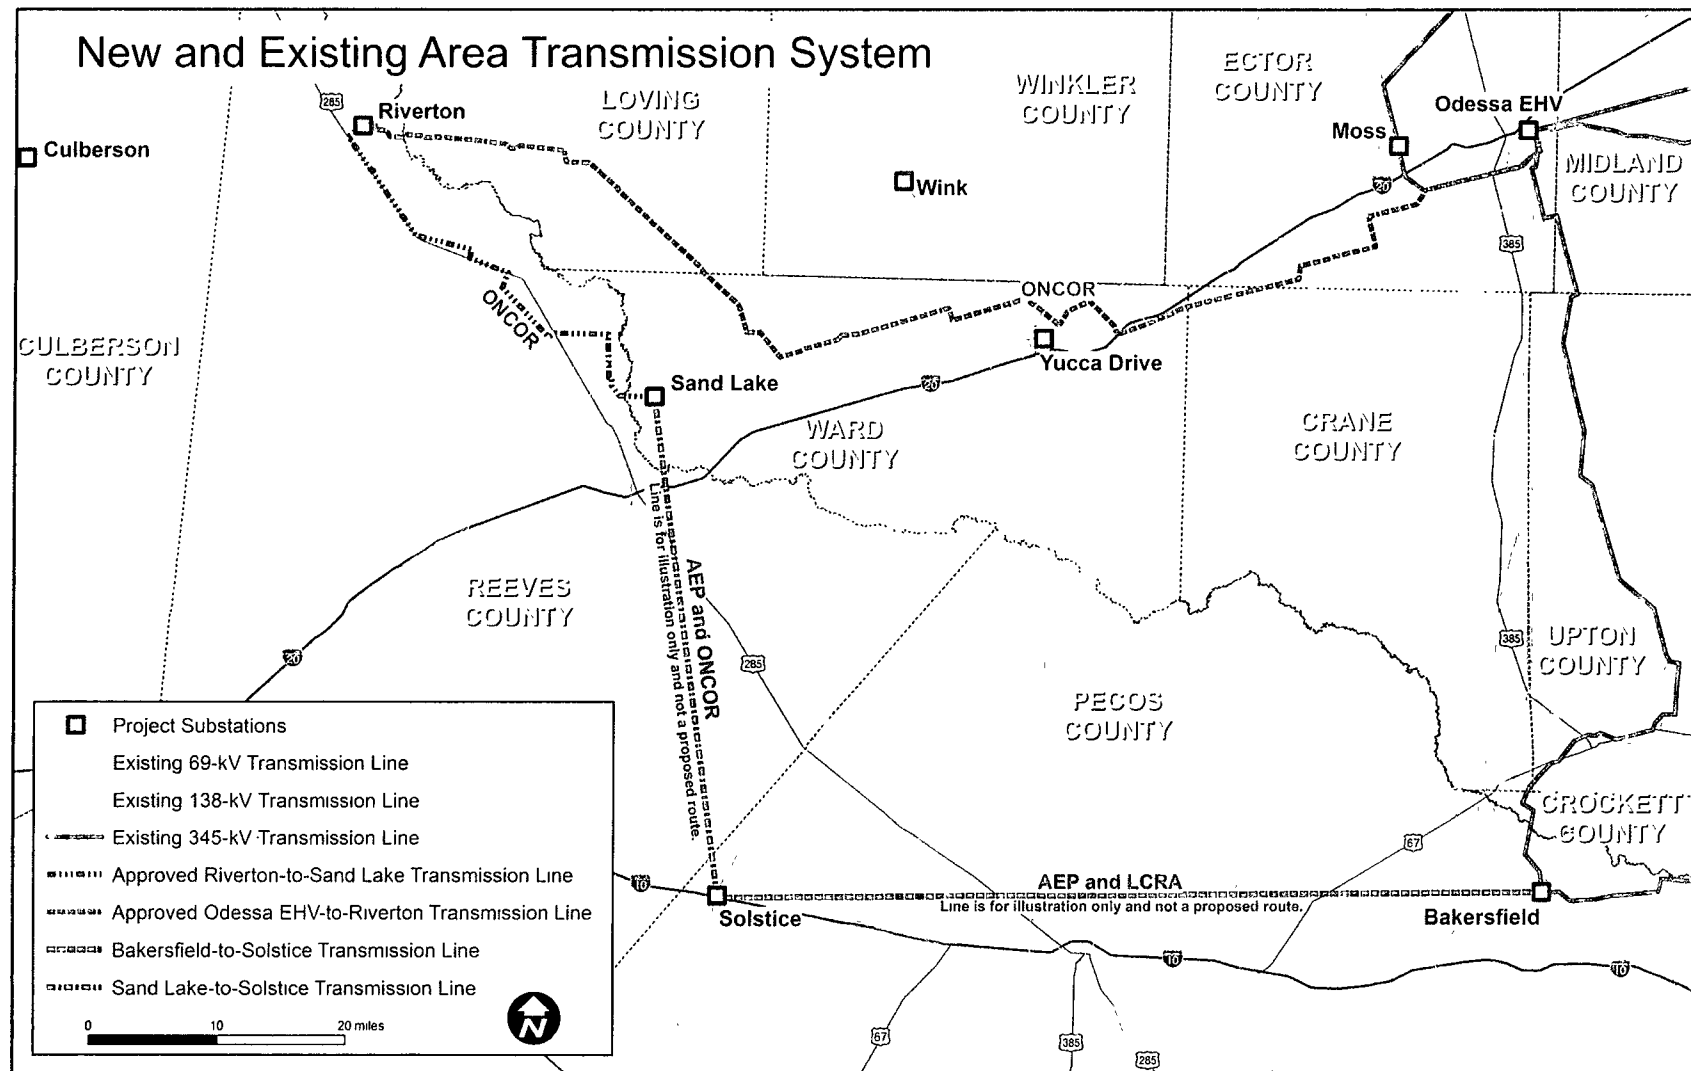 New and Existing Area Transmission System
285
Riverton
Culberson
LOVING
COUNTY
WINKLER
COUNTY
Wink
ECTOR
COUNTY
Odessa EHV
Moss
20
MIDLAND
COUNTY
385
ONCOR
ONCOR
Yucca Drive
CULBERSON
COUNTY
Sand Lake
20
WARD
COUNTY
CRANE
COUNTY
Line is for illustration only and not a proposed route.
AEP and ONCOR
REEVES
COUNTY
20
285
385
UPTON
COUNTY
PECOS
COUNTY
CROCKETT
COUNTY
67
10
AEP and LCRA
Line is for illustration only and not a proposed route.
Solstice
Bakersfield
10
10
67
385
285
Project Substations
Existing 69-kV Transmission Line
Existing 138-kV Transmission Line
Existing 345-kV Transmission Line
Approved Riverton-to-Sand Lake Transmission Line
Approved Odessa EHV-to-Riverton Transmission Line
Bakersfield-to-Solstice Transmission Line
Sand Lake-to-Solstice Transmission Line
0 10 20 miles
N